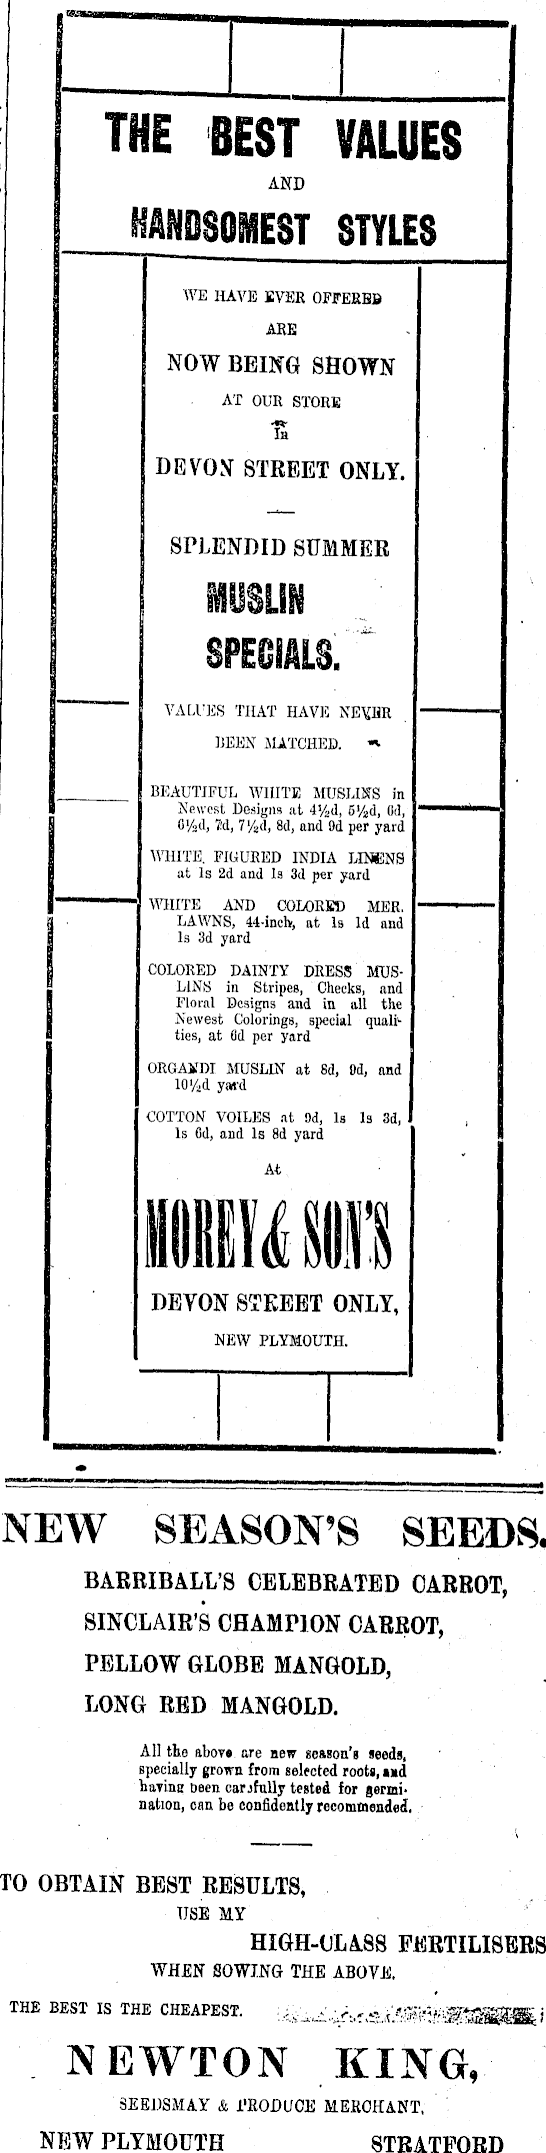 THE BEST VALUES
AND
HANDSOMEST STYLES
WE HAVE EVER OFFERED
ARE
NOW BEING SHOWN
AT OUR STORE
In
DEVON STREET ONLY.
SPLENDID SUMMER
MUSLIN
SPECIALS.
VALUES THAT HAVE NEVER
BEEN MATCHED.
BEAUTIFUL WHITE MUSLINS in
Newest Designs at 4½d, 5½d, 6d,
6½d, 7d, 7½d, 8d, and 9d per yard
WHITE FIGURED INDIA LINENS
at 1s 2d and 1s 3d per yard
WHITE AND COLORED MER.
LAWNS, 44-inch, at 1s 1d and
1s 3d yard
COLORED DAINTY DRESS MUS-
LINS in Stripes, Checks, and
Floral Designs and in all the
Newest Colorings, special quali-
ties, at 6d per yard
ORGANDI MUSLIN at 8d, 9d, and
10½d yard
COTTON VOILES at 9d, 1s 1s 3d,
1s 6d, and 1s 8d yard
At
MOREY & SON'S
DEVON STREET ONLY,
NEW PLYMOUTH.
NEW SEASON'S SEEDS.
BARRIBALL'S CELEBRATED CARROT,
SINCLAIR'S CHAMPION CARROT,
PELLOW GLOBE MANGOLD,
LONG RED MANGOLD.
All the above are new season's seeds,
specially grown from selected roots, and
having been carefully tested for germi-
nation, can be confidently recommended.
TO OBTAIN BEST RESULTS,
USE MY
HIGH-CLASS FERTILISERS
WHEN SOWING THE ABOVE.
THE BEST IS THE CHEAPEST.
NEWTON KING,
SEEDSMAY & PRODUCE MERCHANT,
NEW PLYMOUTH STRATFORD